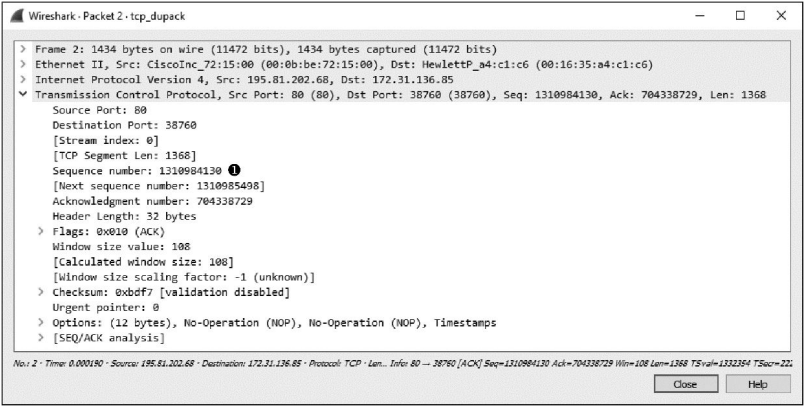 Wireshark · Packet 2 · tcp_dupack
> Frame 2: 1434 bytes on wire (11472 bits), 1434 bytes captured (11472 bits)
> Ethernet II, Src: CiscoInc_72:15:00 (00:0b:be:72:15:00), Dst: HewlettP_a4:c1:c6 (00:16:35:a4:c1:c6)
> Internet Protocol Version 4, Src: 195.81.202.68, Dst: 172.31.136.85
Transmission Control Protocol, Src Port: 80 (80), Dst Port: 38760 (38760), Seq: 1310984130, Ack: 704338729, Len: 1368
Source Port: 80
Destination Port: 38760
[Stream index: 0]
[TCP Segment Len: 1368]
Sequence number: 1310984130 ❶
[Next sequence number: 1310985498]
Acknowledgment number: 704338729
Header Length: 32 bytes
> Flags: 0x010 (ACK)
Window size value: 108
[Calculated window size: 108]
[Window size scaling factor: -1 (unknown)]
> Checksum: 0xbdf7 [validation disabled]
Urgent pointer: 0
> Options: (12 bytes), No-Operation (NOP), No-Operation (NOP), Timestamps
> [SEQ/ACK analysis]
No.: 2 · Time: 0.000190 · Source: 195.81.202.68 · Destination: 172.31.136.85 · Protocol: TCP · Len... Info: 80 → 38760 [ACK] Seq=1310984130 Ack=704338729 Win=108 Len=1368 TSval=1332354 TSecr=222
Close Help